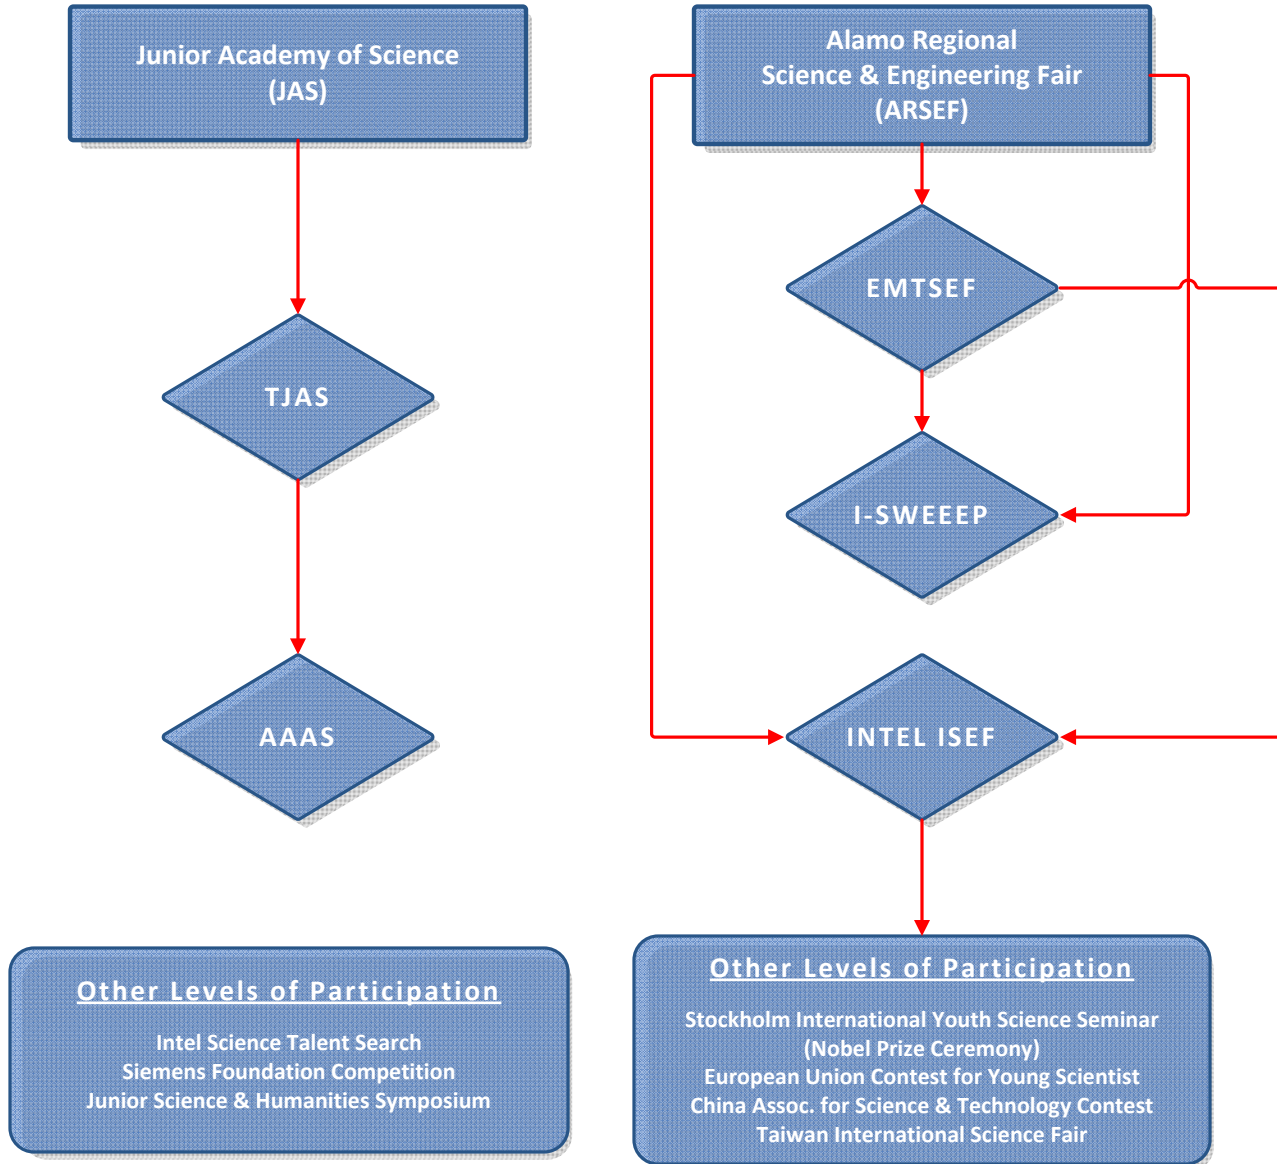 Junior Academy of Science
(JAS)
TJAS
AAAS
Other Levels of Participation
Intel Science Talent Search
Siemens Foundation Competition
Junior Science & Humanities Symposium
Alamo Regional
Science & Engineering Fair
(ARSEF)
EMTSEF
I-SWEEEP
INTEL ISEF
Other Levels of Participation
Stockholm International Youth Science Seminar
(Nobel Prize Ceremony)
European Union Contest for Young Scientist
China Assoc. for Science & Technology Contest
Taiwan International Science Fair